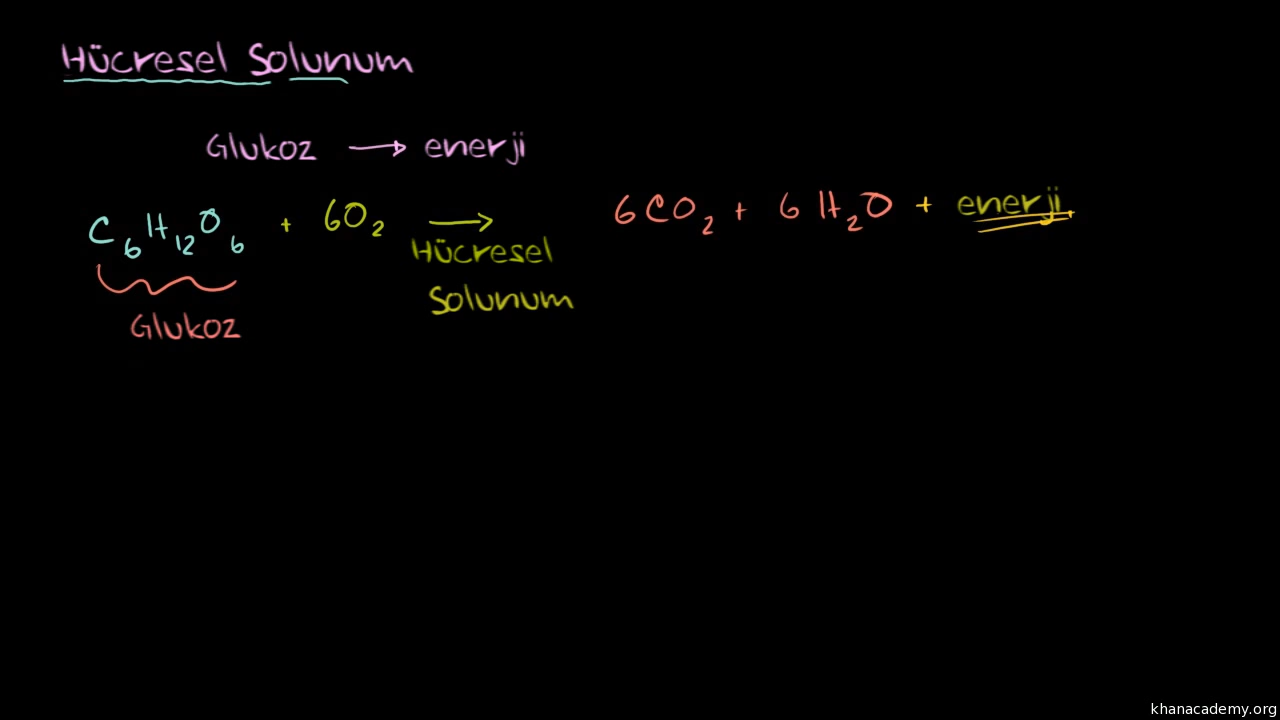 Hücresel Solunum
Glukoz → enerji
C₆H₁₂O₆ + 6O₂ → 6CO₂ + 6H₂O + enerji
Hücresel
Solunum
Glukoz
khanacademy.org